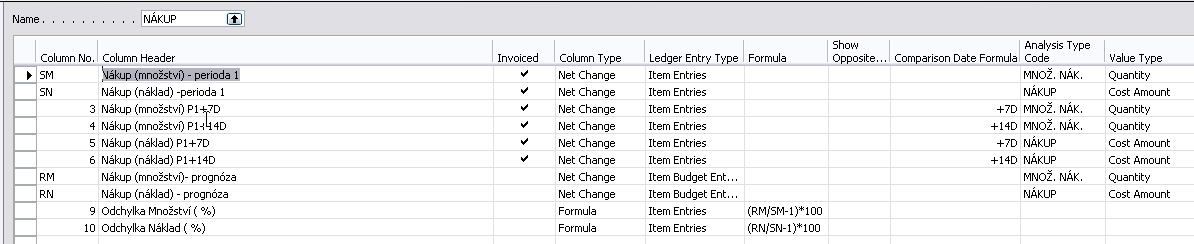 Name . . . . . . . . . . NÁKUP
Column No. Column Header Invoiced Column Type Ledger Entry Type Formula Show Opposite... Comparison Date Formula Analysis Type Code Value Type
SM Nákup (množství) - perioda 1 ✔ Net Change Item Entries MNOŽ. NÁK. Quantity
SN Nákup (náklad) -perioda 1 ✔ Net Change Item Entries NÁKUP Cost Amount
3 Nákup (množství) P1+7D ✔ Net Change Item Entries +7D MNOŽ. NÁK. Quantity
4 Nákup (množství) P1+14D ✔ Net Change Item Entries +14D MNOŽ. NÁK. Quantity
5 Nákup (náklad) P1+7D ✔ Net Change Item Entries +7D NÁKUP Cost Amount
6 Nákup (náklad) P1+14D ✔ Net Change Item Entries +14D NÁKUP Cost Amount
RM Nákup (množství)- prognóza Net Change Item Budget Ent... MNOŽ. NÁK. Quantity
RN Nákup (náklad) - prognóza Net Change Item Budget Ent... NÁKUP Cost Amount
9 Odchylka Množství ( %) Formula Item Entries (RM/SM-1)*100
10 Odchylka Náklad ( %) Formula Item Entries (RN/SN-1)*100